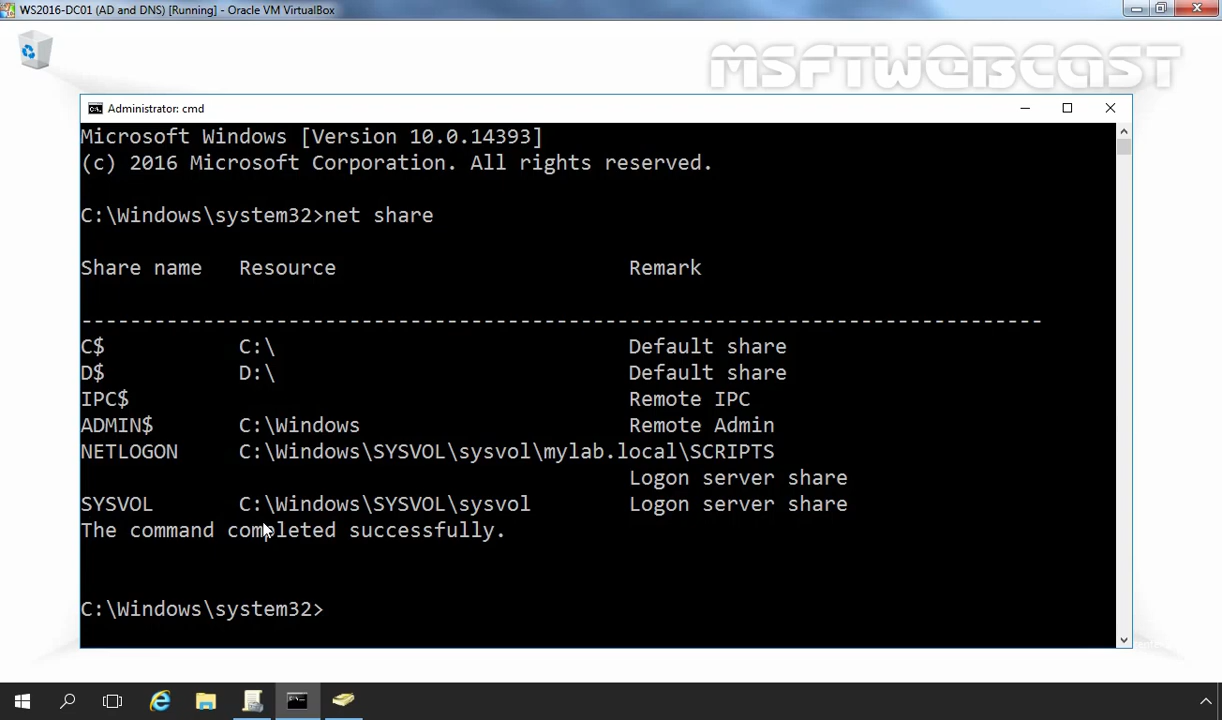 WS2016-DC01 (AD and DNS) [Running] - Oracle VM VirtualBox
MSFTWEBCAST
Administrator: cmd
Microsoft Windows [Version 10.0.14393]
(c) 2016 Microsoft Corporation. All rights reserved.
C:\Windows\system32>net share
Share name   Resource                        Remark
-------------------------------------------------------------------------------
C$           C:\                             Default share
D$           D:\                             Default share
IPC$                                         Remote IPC
ADMIN$       C:\Windows                      Remote Admin
NETLOGON     C:\Windows\SYSVOL\sysvol\mylab.local\SCRIPTS
                                             Logon server share
SYSVOL       C:\Windows\SYSVOL\sysvol        Logon server share
The command completed successfully.
C:\Windows\system32>